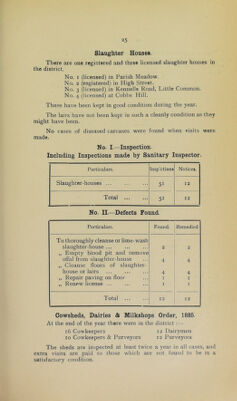 25
Slaughter Houses.
There are one registered and three licensed slaughter houses in
the district.
No. 1 (licensed) in Parish Meadow.
No. 2 (registered) in High Street.
No. 3 (licensed) in Kennells Road, Little Common.
No. 4 (licensed) at Cobbs Hill.
These have been kept in good condition during the year.
The lairs have not been kept in such a cleanly condition as they
might have been.
No cases of diseased carcases were found when visits were
made.
No. I.—Inspection.
Including Inspections made by Sanitary Inspector.
Particulars. Inspections Notices.
Slaughter-houses ... ... ... 51 12
Total ... ... 51 12
No. II.—Defects Found.
Particulars. Found. Remedied
To thoroughly cleanse or lime-wash
slaughter-house ... ... ... 2 2
„ Empty blood pit and remove
offal from slaughter-house 4 4
„ Cleanse floors of slaughter-
house or lairs ... ... ... 4 4
„ Repair paving on floor ... 1 1
„ Renew license ... ... ... 1 1
Total ... ... 12 12
Cowsheds, Dairies & Milkshops Order, 1885.
At the end of the year there were in the district :—
16 Cowkeepers 12 Dairymen
10 Cowkeepers & Purveyors 12 Purveyors
The sheds are inspected at least twice a year in all cases, and
extra visits are paid to those which are not found to be in a
satisfactory condition.